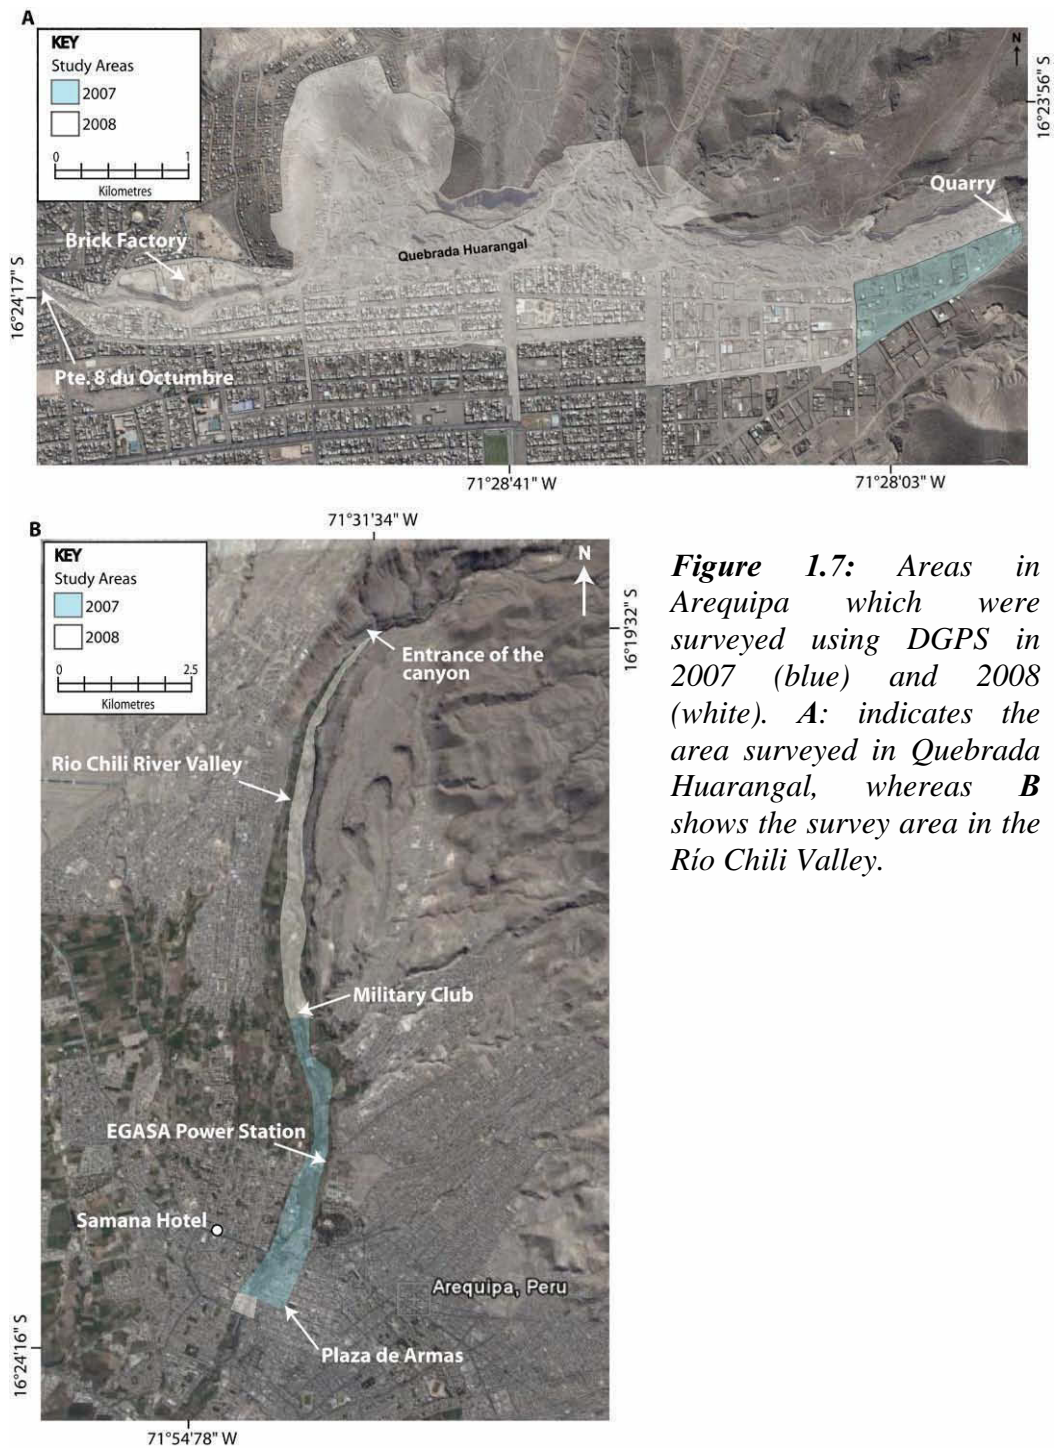 A
KEY
Study Areas
2007
2008
0 1
Kilometres
N
16°23'56" S
Quarry
Brick Factory
Quebrada Huarangal
16°24'17" S
Pte. 8 du Octumbre
71°28'41" W
71°28'03" W
B
71°31'34" W
KEY
Study Areas
2007
2008
0 2.5
Kilometres
N
16°19'32" S
Entrance of the
canyon
Rio Chili River Valley
Military Club
EGASA Power Station
Samana Hotel
Arequipa, Peru
Plaza de Armas
16°24'16" S
71°54'78" W
Figure 1.7: Areas in
Arequipa which were
surveyed using DGPS in
2007 (blue) and 2008
(white). A: indicates the
area surveyed in Quebrada
Huarangal, whereas B
shows the survey area in the
Río Chili Valley.